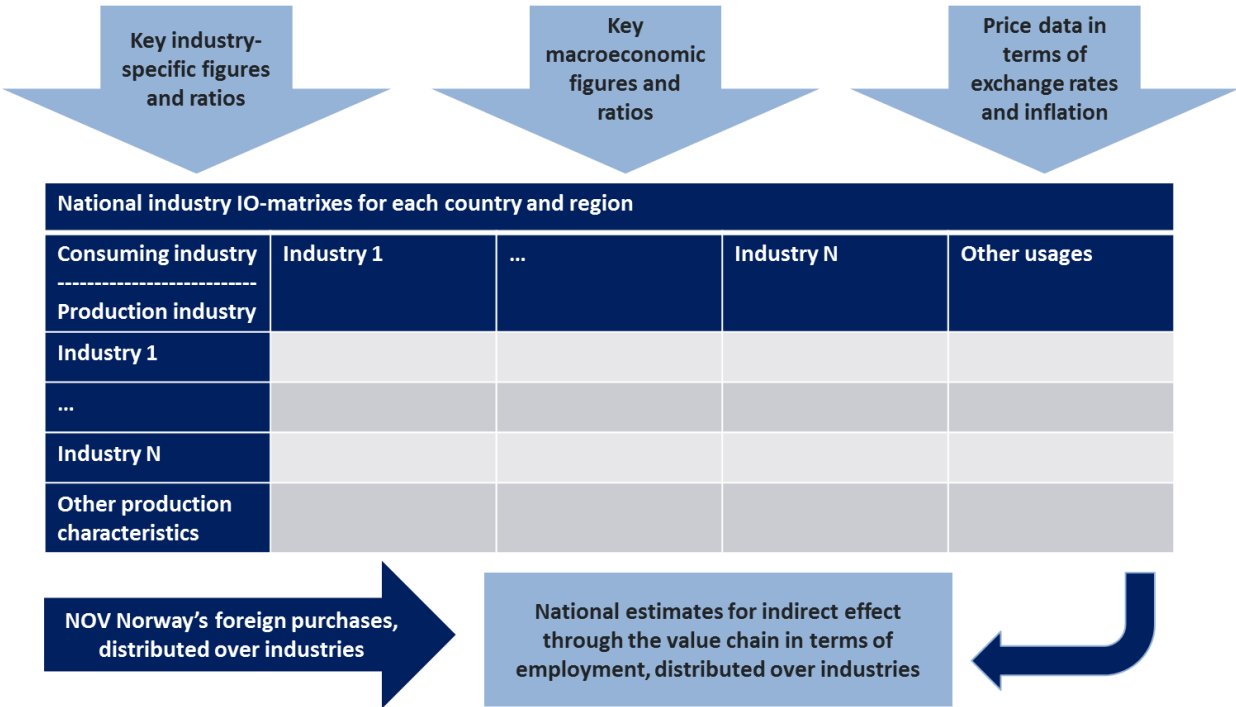 Key industry-
specific figures
and ratios
Key
macroeconomic
figures and
ratios
Price data in
terms of
exchange rates
and inflation
National industry IO-matrixes for each country and region
Consuming industry
---------------------------
Production industry
Industry 1
...
Industry N
Other usages
Industry 1
...
Industry N
Other production
characteristics
NOV Norway's foreign purchases,
distributed over industries
National estimates for indirect effect
through the value chain in terms of
employment, distributed over industries